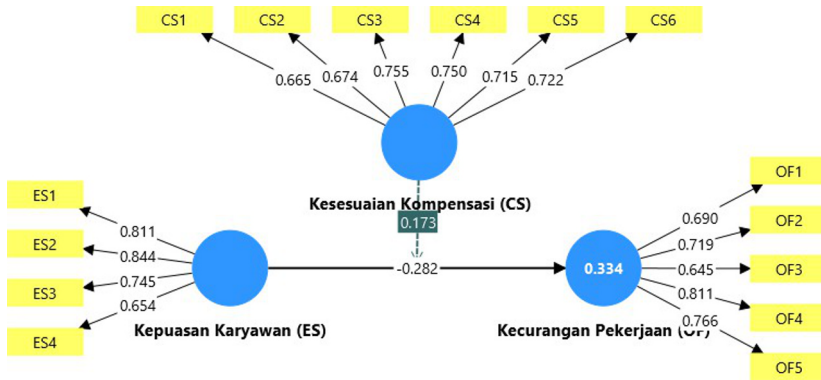 CS1 CS2 CS3 CS4 CS5 CS6
0.665 0.674 0.755 0.750 0.715 0.722
Kesesuaian Kompensasi (CS)
0.173
ES1
ES2
ES3
ES4
0.811
0.844
0.745
0.654
Kepuasan Karyawan (ES)
-0.282
0.334
Kecurangan Pekerjaan (OF)
0.690
0.719
0.645
0.811
0.766
OF1
OF2
OF3
OF4
OF5